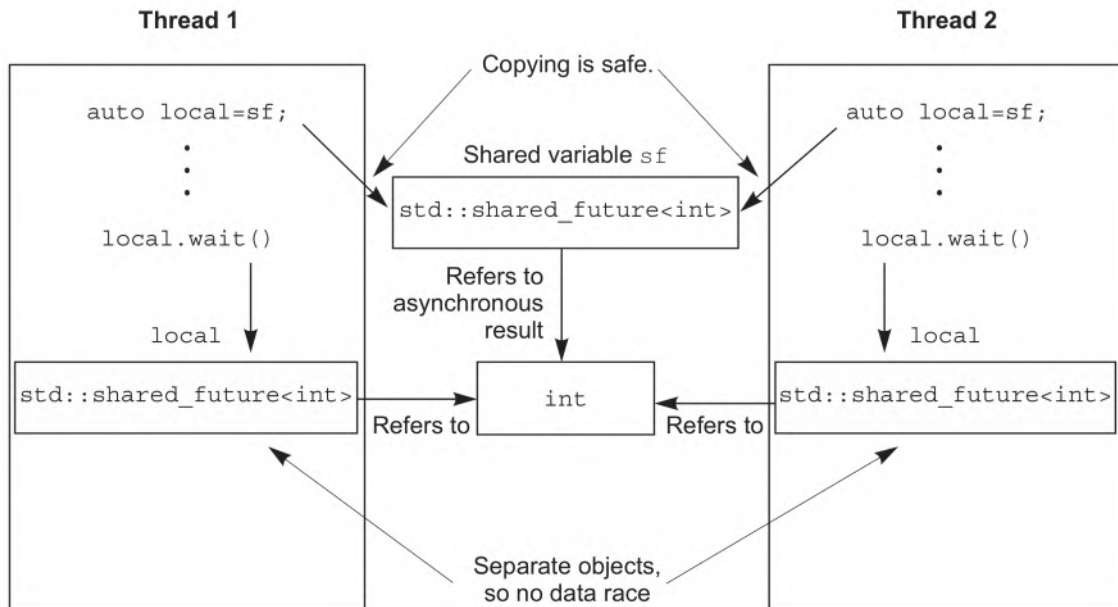 Thread 1
Thread 2
Copying is safe.
auto local=sf;
auto local=sf;
Shared variable sf
std::shared_future<int>
local.wait()
local.wait()
Refers to
asynchronous
result
local
local
std::shared_future<int>
int
std::shared_future<int>
Refers to
Refers to
Separate objects,
so no data race